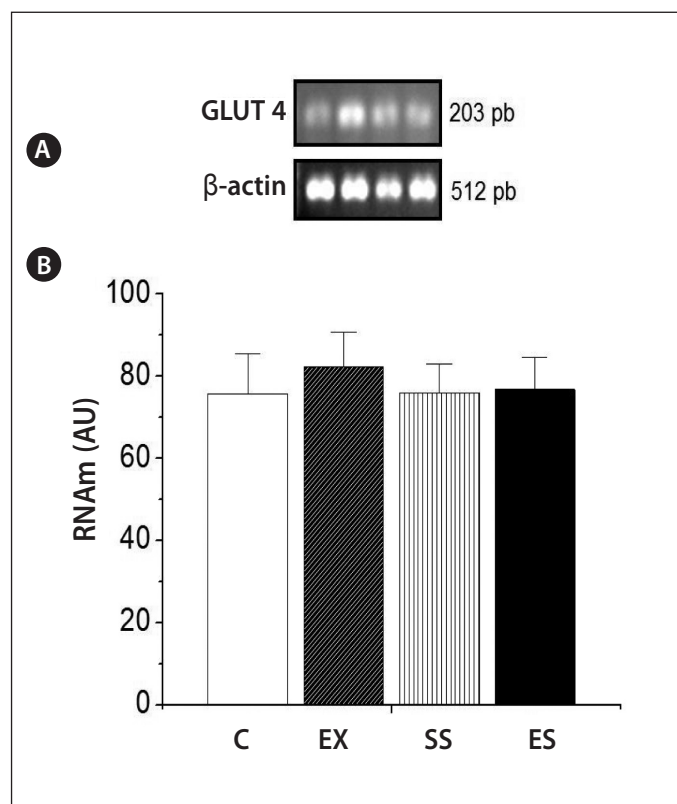 GLUT 4
203 pb
A
β-actin
512 pb
B
100
80
60
40
20
0
RNAm (AU)
C EX SS ES